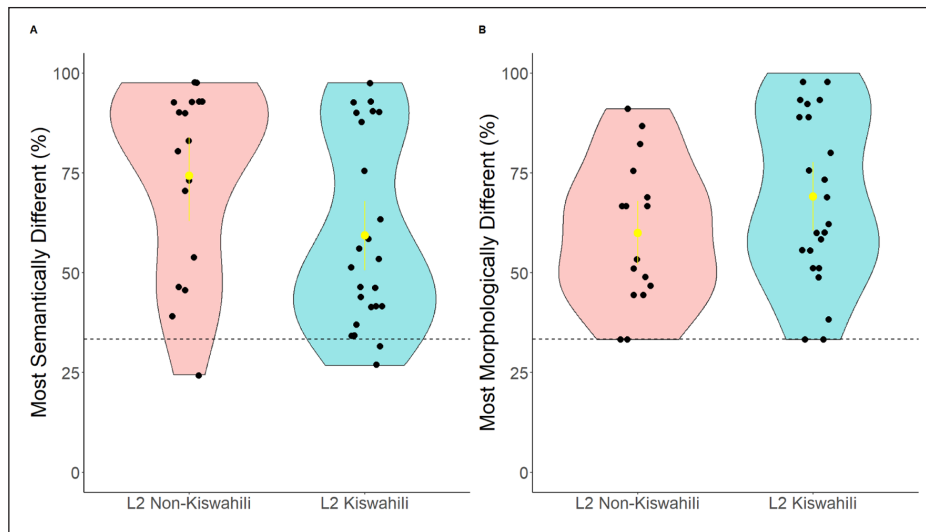 A
Most Semantically Different (%)
100
75
50
25
0
L2 Non-Kiswahili
L2 Kiswahili
B
Most Morphologically Different (%)
100
75
50
25
0
L2 Non-Kiswahili
L2 Kiswahili